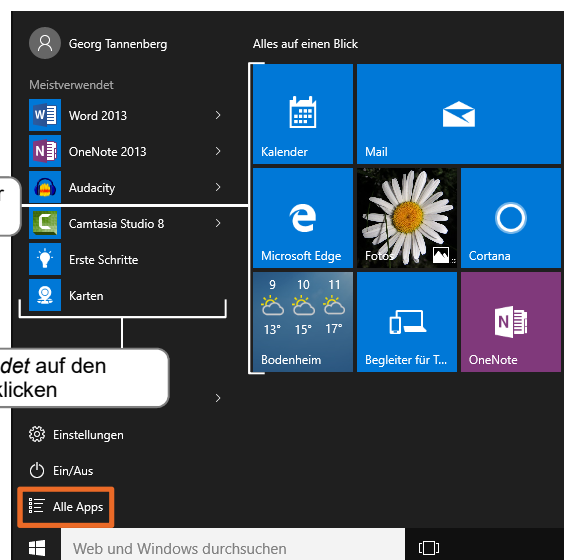 Georg Tannenberg
Alles auf einen Blick
Meistverwendet
Word 2013
OneNote 2013
Audacity
Camtasia Studio 8
Erste Schritte
Karten
Kalender
Mail
Microsoft Edge
Fotos
Cortana
9 10 11
13° 15° 17°
Bodenheim
Begleiter für T...
OneNote
r
det auf den
klicken
Einstellungen
Ein/Aus
Alle Apps
Web und Windows durchsuchen